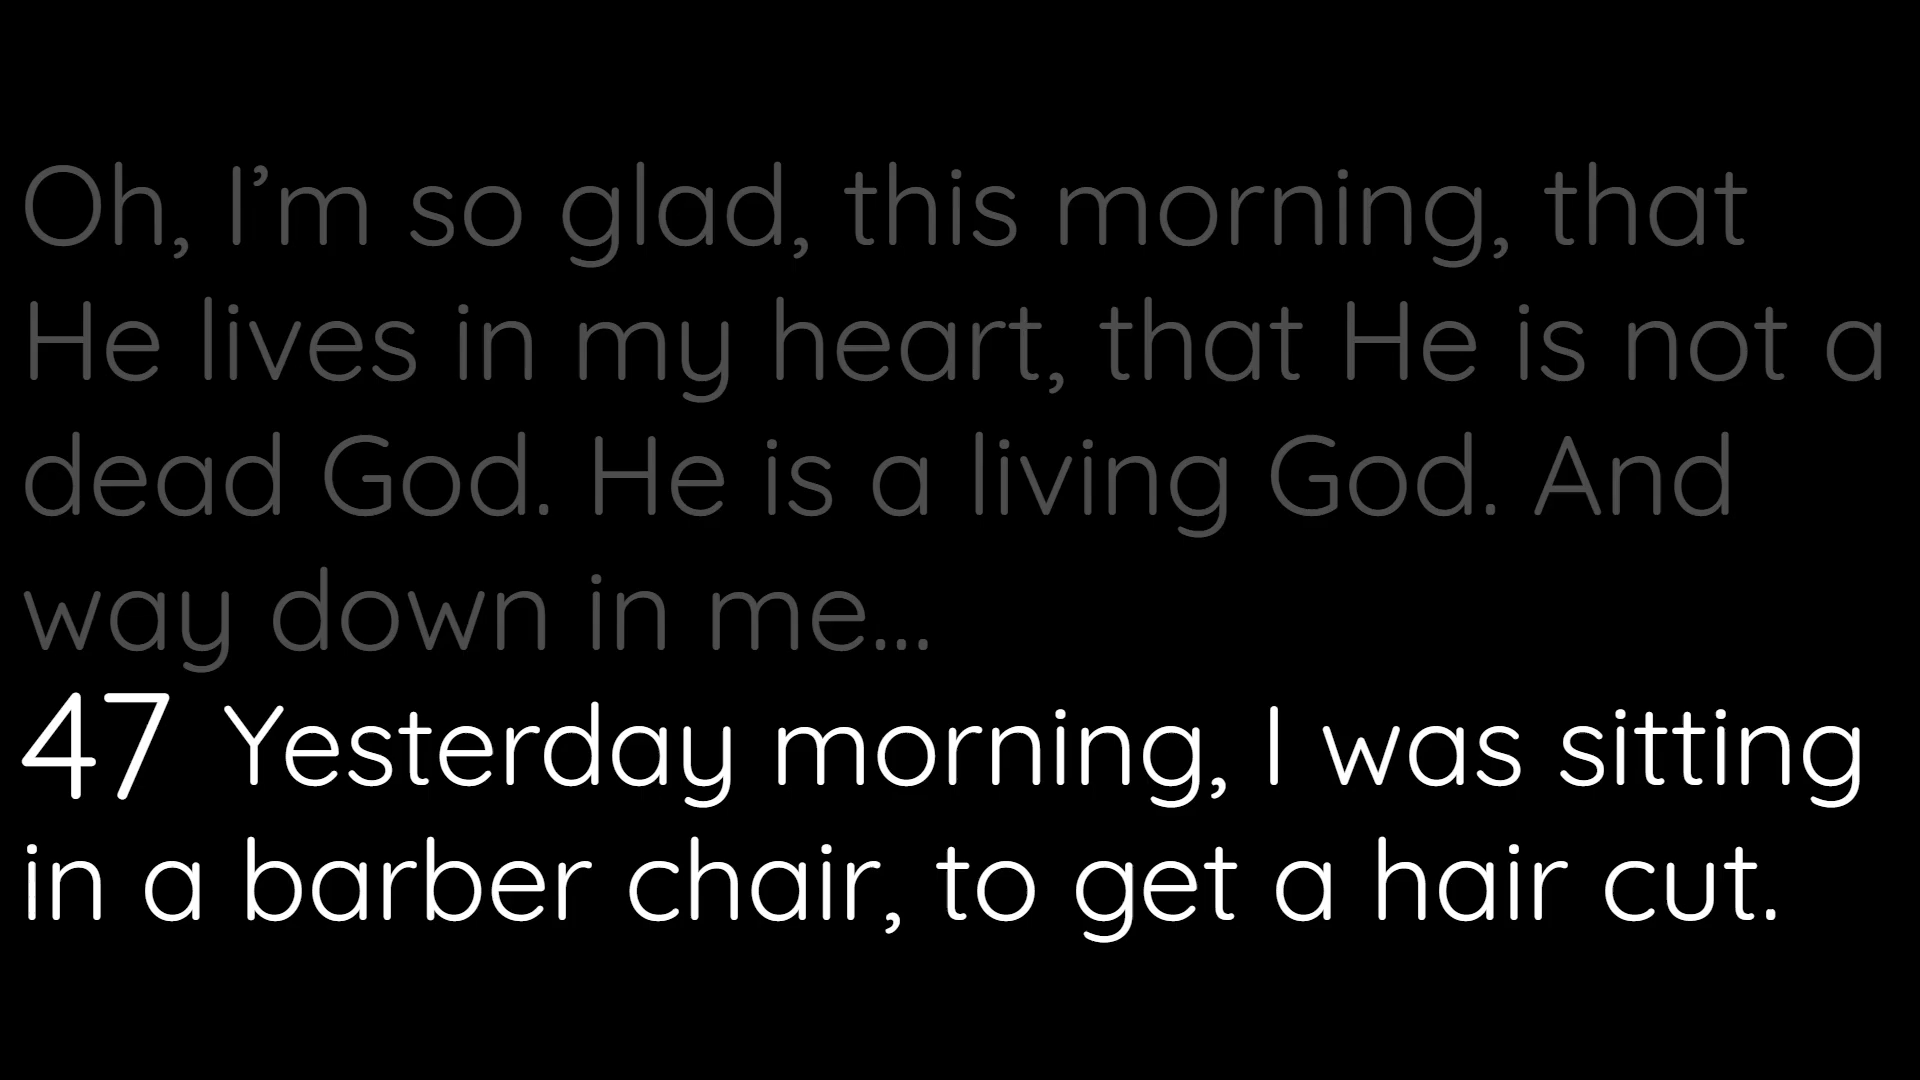 Oh, I’m so glad, this morning, that
He lives in my heart, that He is not a
dead God. He is a living God. And
way down in me...
47 Yesterday morning, I was sitting
in a barber chair, to get a hair cut.